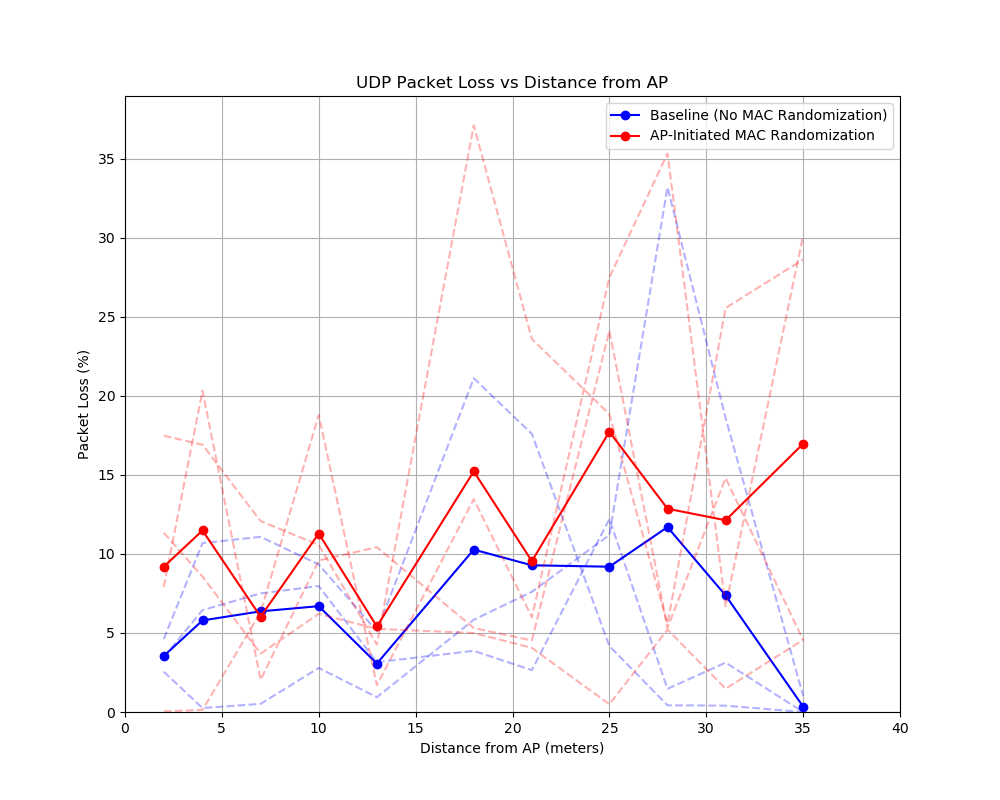 UDP Packet Loss vs Distance from AP
Baseline (No MAC Randomization)
AP-Initiated MAC Randomization
Packet Loss (%)
35
30
25
20
15
10
5
0
0 5 10 15 20 25 30 35 40
Distance from AP (meters)